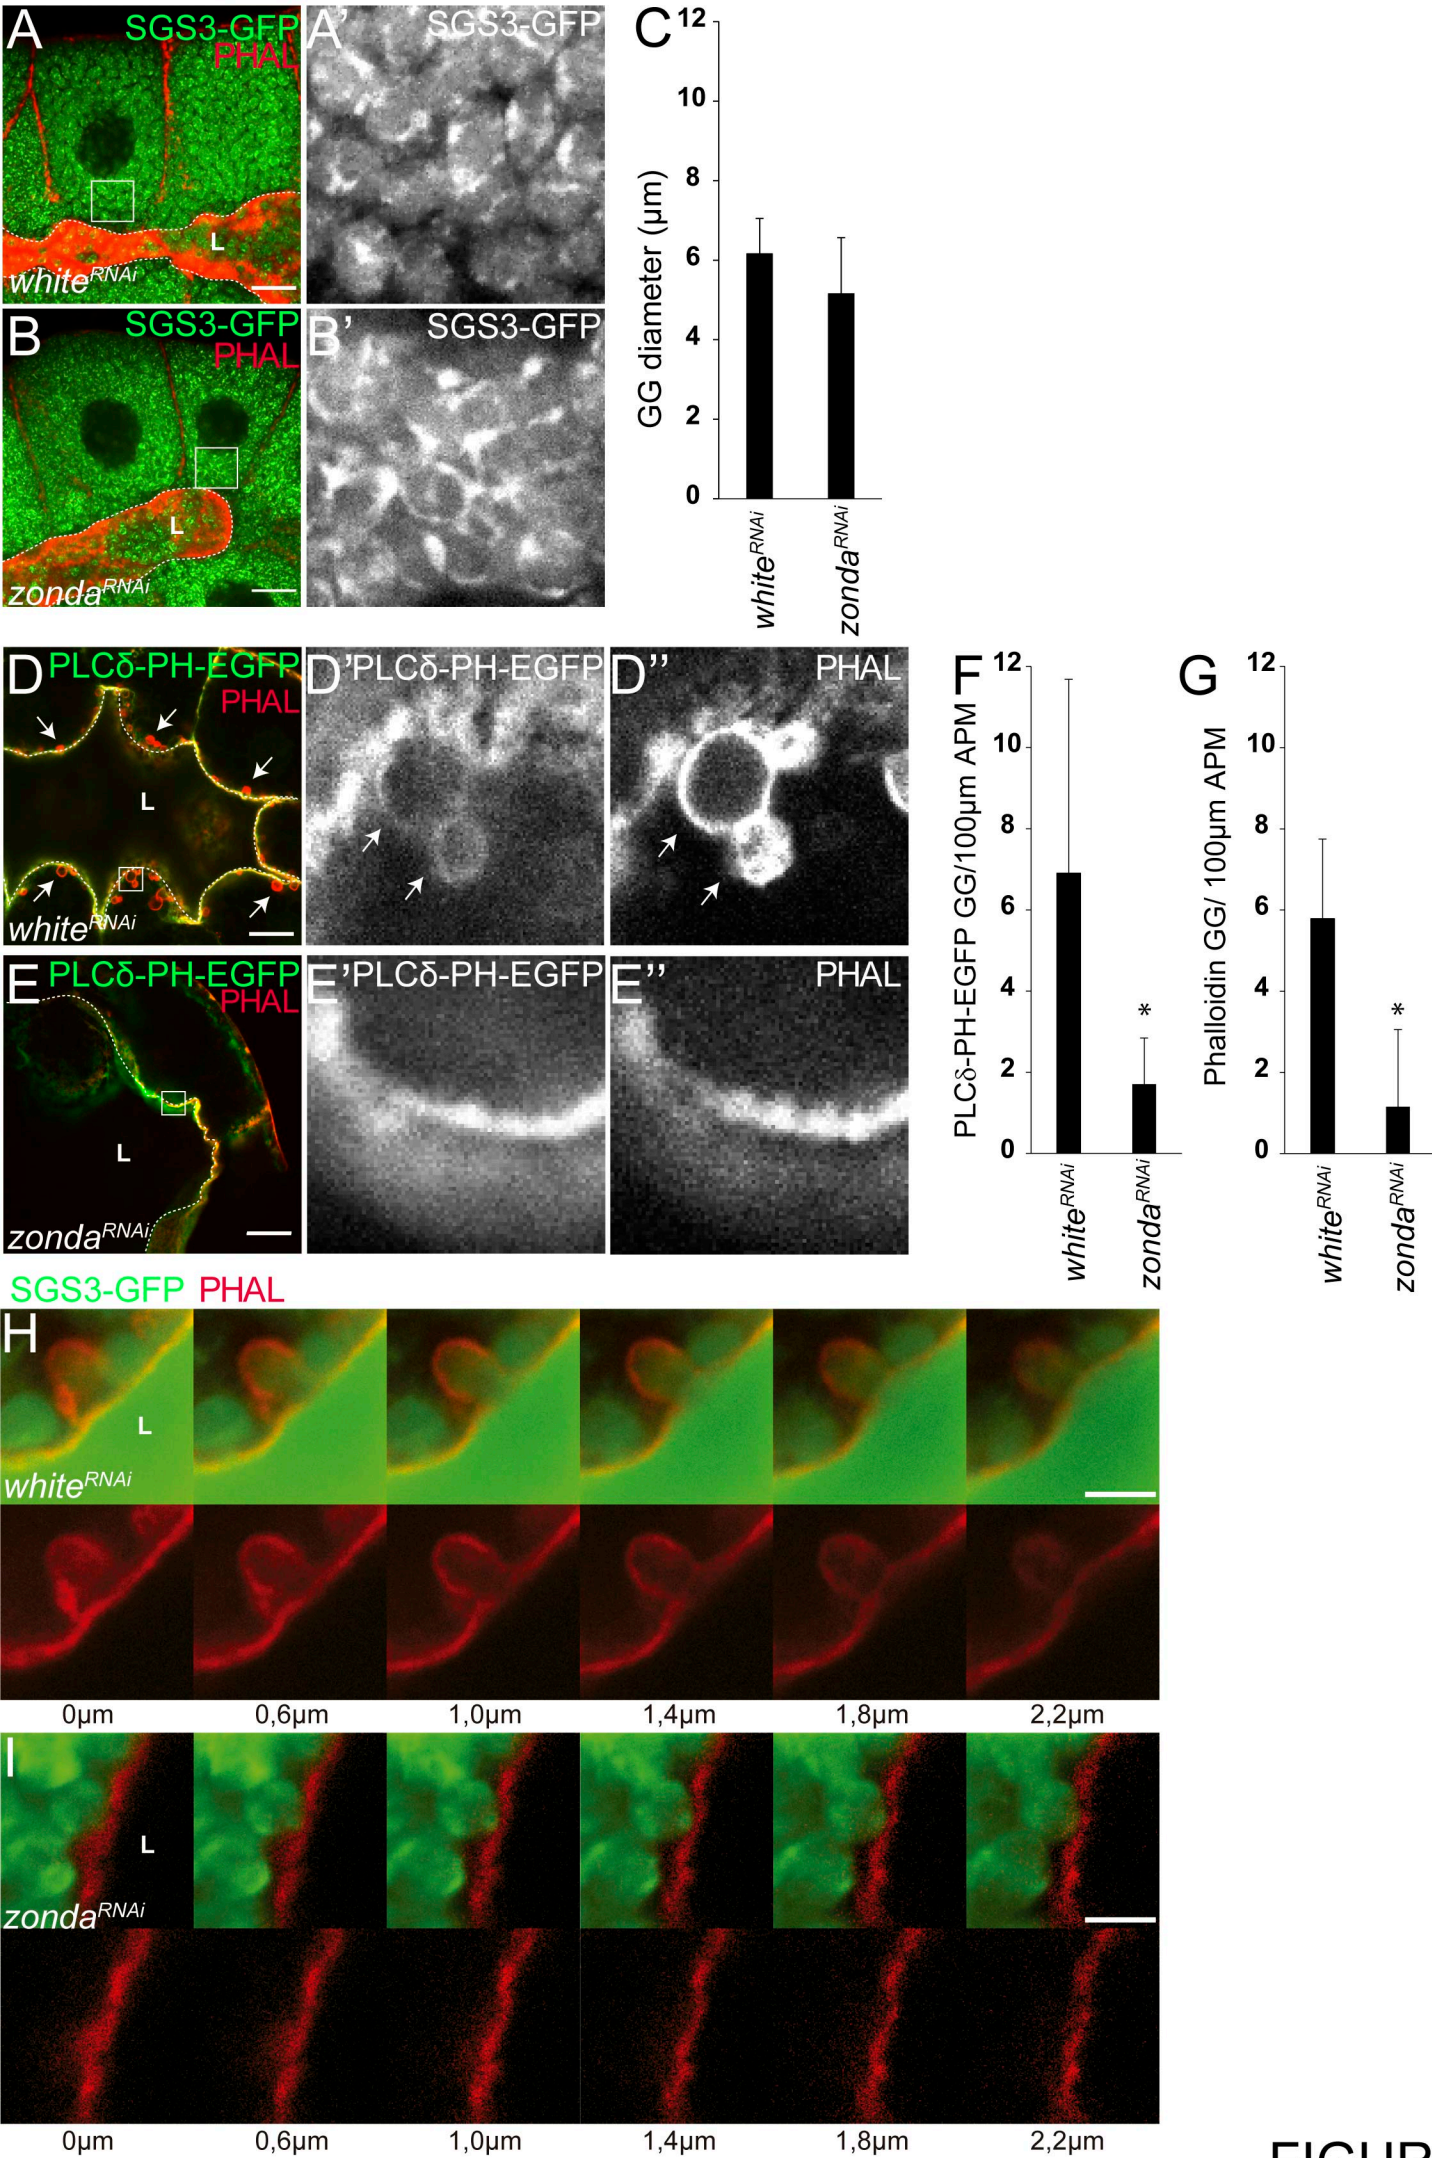 A SGS3-GFP
PHAL
L
white^RNAi
A' SGS3-GFP
B SGS3-GFP
PHAL
L
zonda^RNAi
B' SGS3-GFP
C
GG diameter (µm)
12
10
8
6
4
2
0
white^RNAi
zonda^RNAi
D PLCδ-PH-EGFP
PHAL
L
white^RNAi
D' PLCδ-PH-EGFP
D'' PHAL
E PLCδ-PH-EGFP
PHAL
L
zonda^RNAi
E' PLCδ-PH-EGFP
E'' PHAL
F
PLCδ-PH-EGFP GG/100µm APM
12
10
8
6
4
2
0
*
white^RNAi
zonda^RNAi
G
Phalloidin GG/ 100µm APM
12
10
8
6
4
2
0
*
white^RNAi
zonda^RNAi
SGS3-GFP PHAL
H
L
white^RNAi
0µm 0,6µm 1,0µm 1,4µm 1,8µm 2,2µm
I
L
zonda^RNAi
0µm 0,6µm 1,0µm 1,4µm 1,8µm 2,2µm